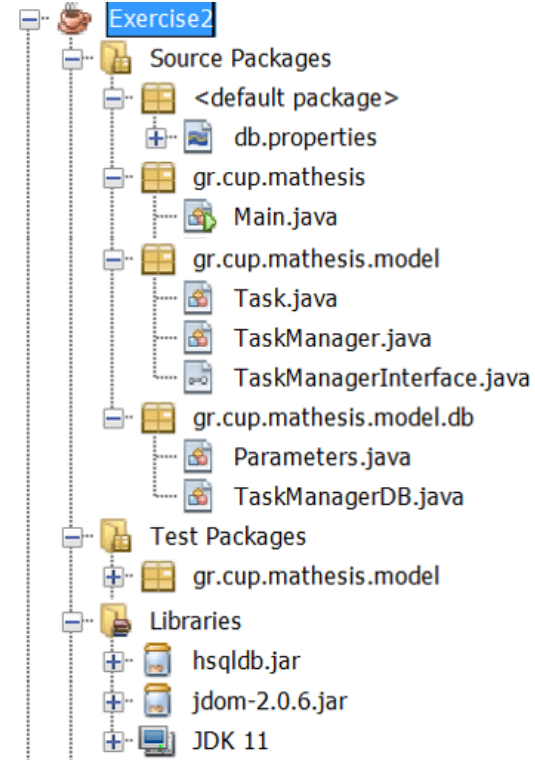 Exercise2
Source Packages
<default package>
db.properties
gr.cup.mathesis
Main.java
gr.cup.mathesis.model
Task.java
TaskManager.java
TaskManagerInterface.java
gr.cup.mathesis.model.db
Parameters.java
TaskManagerDB.java
Test Packages
gr.cup.mathesis.model
Libraries
hsqldb.jar
jdom-2.0.6.jar
JDK 11